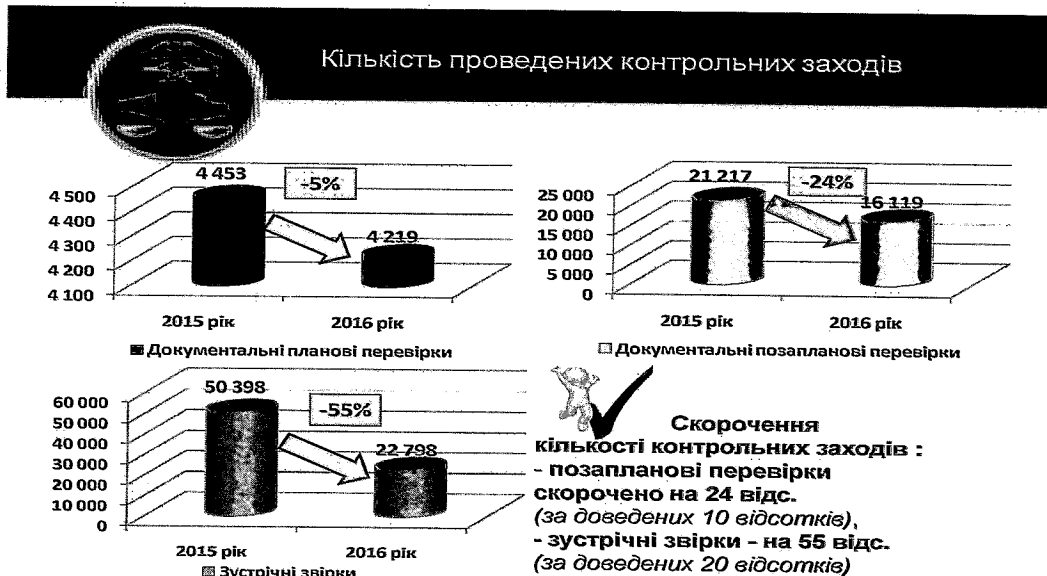 Кількість проведених контрольних заходів
4 453
-5%
4 219
4 500
4 400
4 300
4 200
4 100
2015 рік
2016 рік
Документальні планові перевірки
21 217
-24%
16 119
25 000
20 000
15 000
10 000
5 000
0
2015 рік
2016 рік
Документальні позапланові перевірки
50 398
-55%
22 798
60 000
50 000
40 000
30 000
20 000
10 000
0
2015 рік
2016 рік
Зустрічні звірки
Скорочення
кількості контрольних заходів :
- позапланові перевірки
скорочено на 24 відс.
(за доведених 10 відсотків),
- зустрічні звірки - на 55 відс.
(за доведених 20 відсотків)